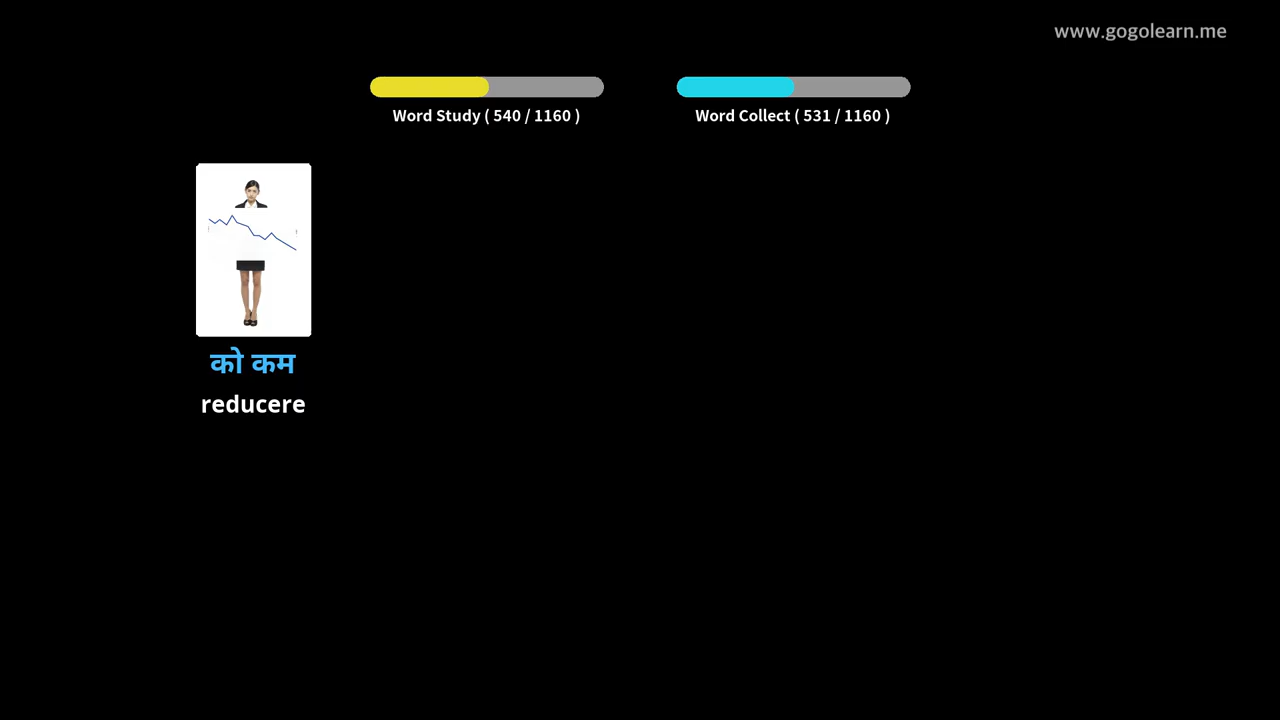 www.gogolearn.me
Word Study ( 540 / 1160 )
Word Collect ( 531 / 1160 )
को कम
reducere